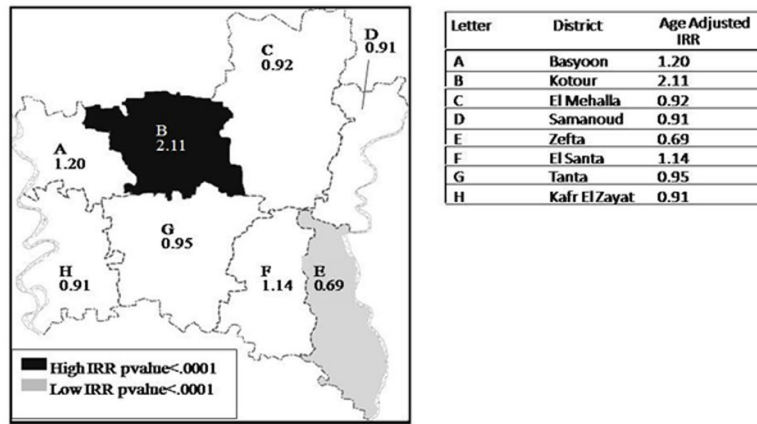 D
0.91
C
0.92
B
2.11
A
1.20
G
0.95
H
0.91
F
1.14
E
0.69
High IRR pvalue<.0001
Low IRR pvalue<.0001
Letter District Age Adjusted IRR
A Basyoon 1.20
B Kotour 2.11
C El Mehalla 0.92
D Samanoud 0.91
E Zefta 0.69
F El Santa 1.14
G Tanta 0.95
H Kafr El Zayat 0.91